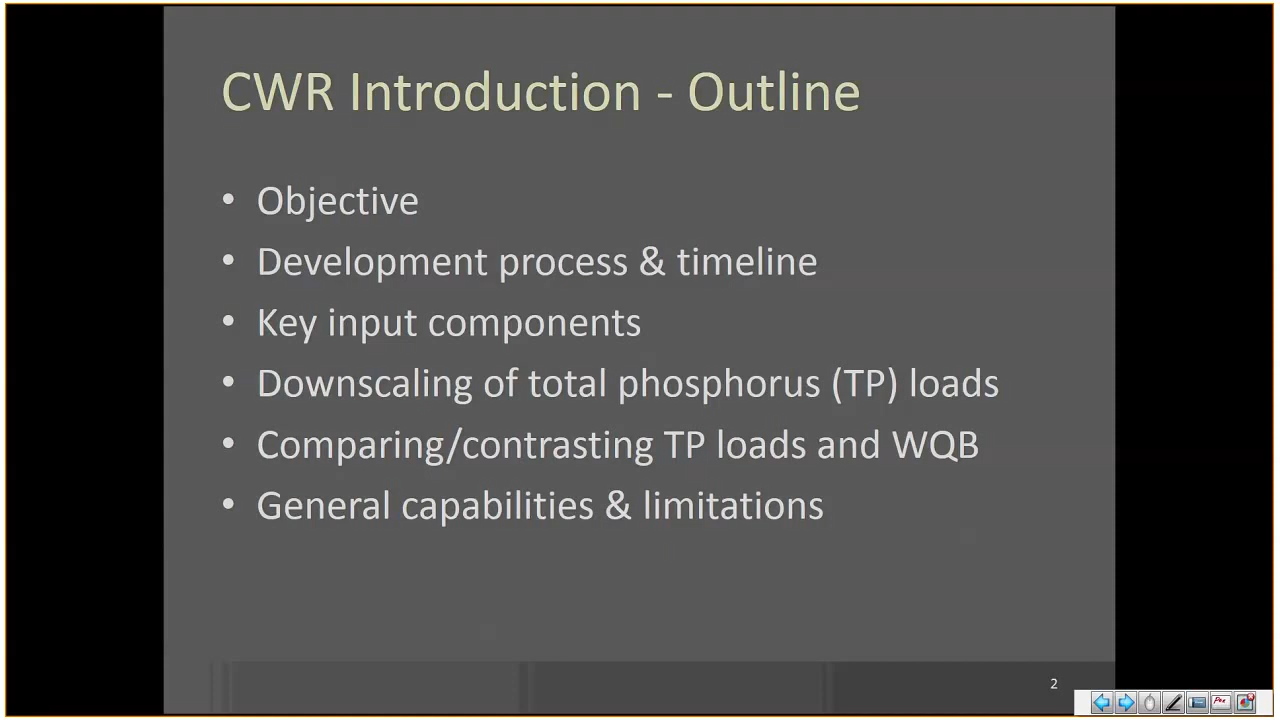 CWR Introduction - Outline
• Objective
• Development process & timeline
• Key input components
• Downscaling of total phosphorus (TP) loads
• Comparing/contrasting TP loads and WQB
• General capabilities & limitations
2